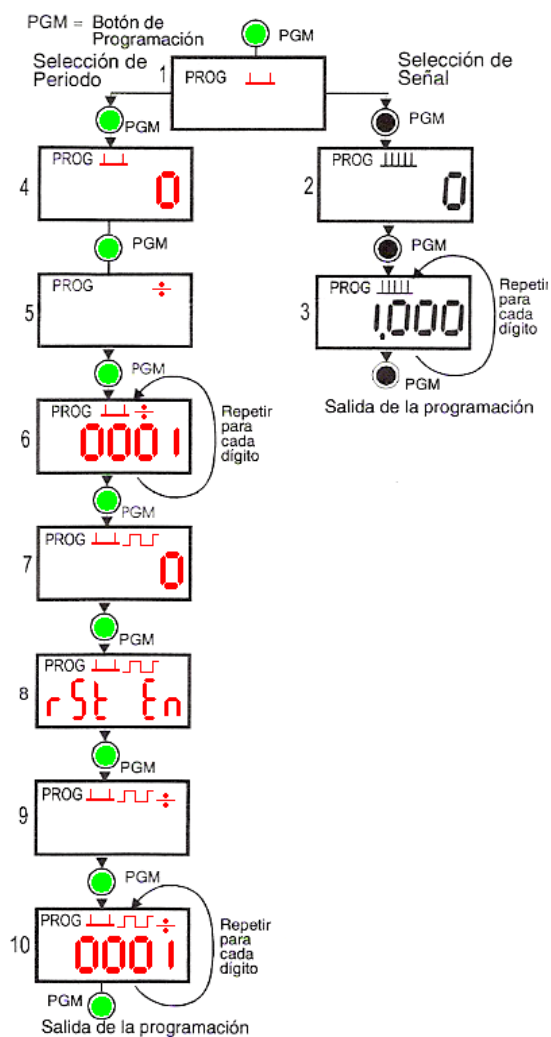 PGM = Botón de
Programación
PGM
Selección de
Periodo
Selección de
Señal
1
PROG
PGM
PGM
4
PROG
0
2
PROG
0
PGM
PGM
5
PROG
3
PROG
1.000
Repetir
para
cada
dígito
PGM
PGM
Salida de la programación
6
PROG
0001
Repetir
para
cada
dígito
PGM
7
PROG
0
PGM
8
PROG
rSt En
PGM
9
PROG
PGM
10
PROG
0001
Repetir
para
cada
dígito
PGM
Salida de la programación